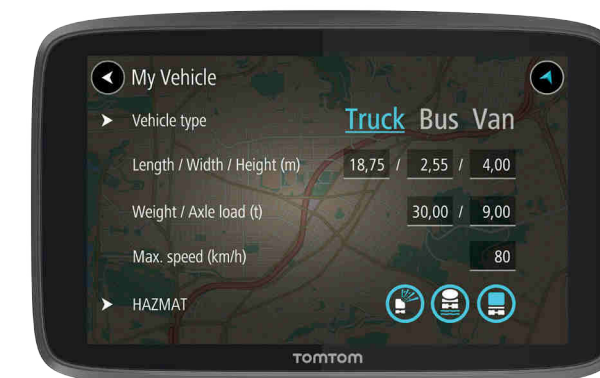 My Vehicle
Vehicle type Truck Bus Van
Length / Width / Height (m) 18,75 / 2,55 / 4,00
Weight / Axle load (t) 30,00 / 9,00
Max. speed (km/h) 80
HAZMAT
TOMTOM